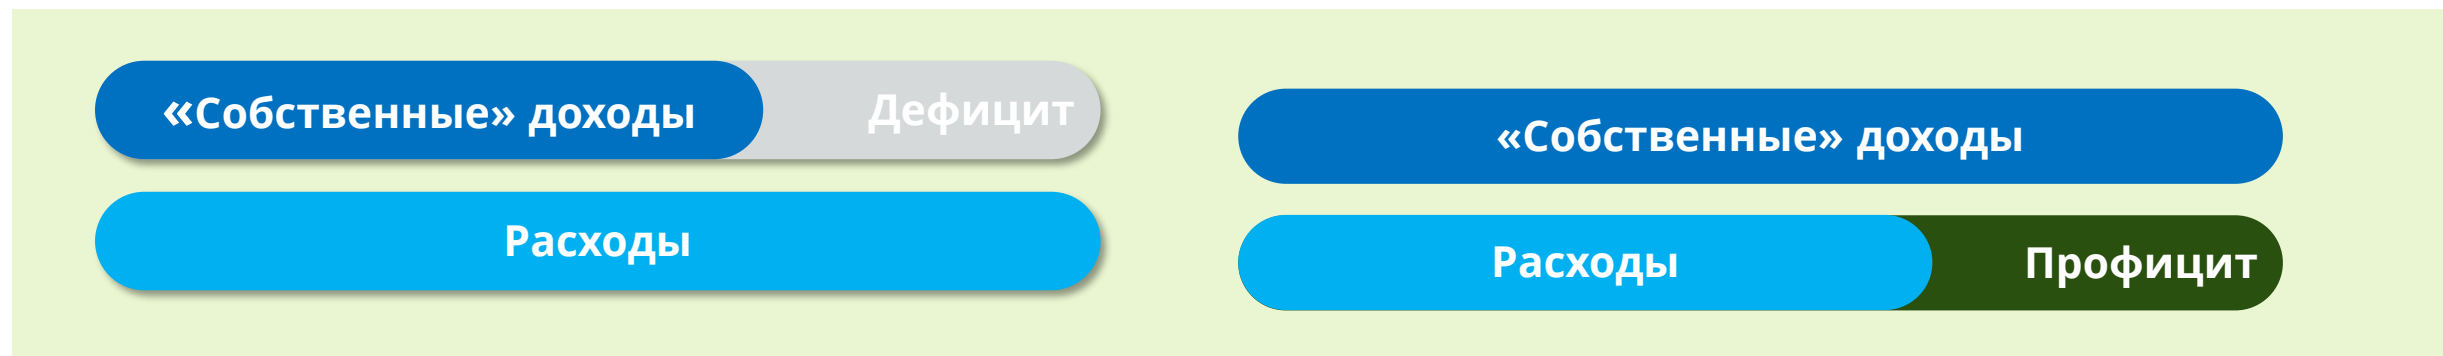 «Собственные» доходы
Дефицит
Расходы
«Собственные» доходы
Расходы
Профицит